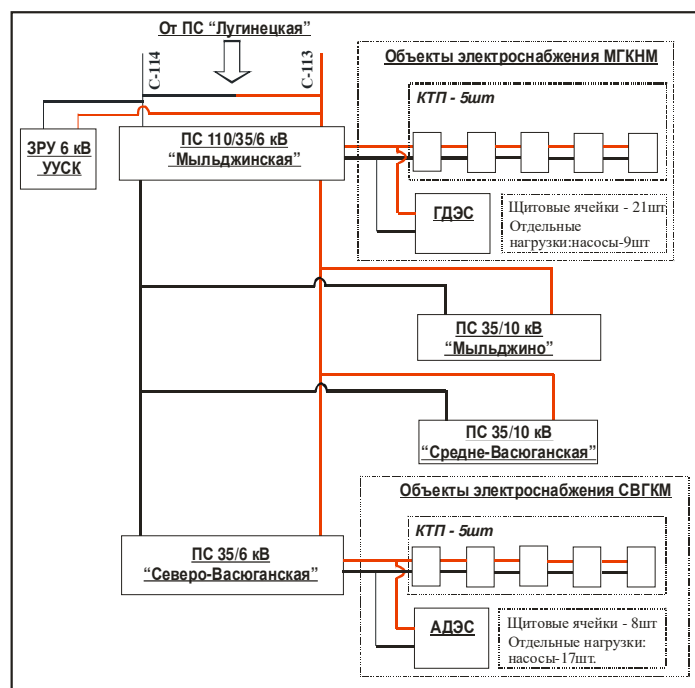 От ПС “Лугинецкая”
С-114
С-113
Объекты электроснабжения МГКНМ
КТП - 5шт
ЗРУ 6 кВ
УУСК
ПС 110/35/6 кВ
“Мыльджинская”
ГДЭС
Щитовые ячейки - 21шт
Отдельные
нагрузки:насосы-9шт
ПС 35/10 кВ
“Мыльджино”
ПС 35/10 кВ
“Средне-Васюганская”
Объекты электроснабжения СВГКМ
КТП - 5шт
ПС 35/6 кВ
“Северо-Васюганская”
АДЭС
Щитовые ячейки - 8шт
Отдельные нагрузки:
насосы-17шт.